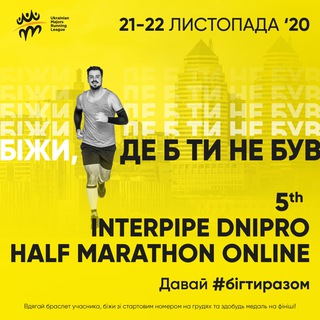 Ukrainian
Majors
Running
League
21-22 ЛИСТОПАДА ‘20
БІЖИ, ДЕ Б ТИ НЕ БУВ
5th
INTERPIPE DNIPRO
HALF MARATHON ONLINE
Давай #бігтиразом
Вдягай браслет учасника, біжи зі стартовим номером на грудях та здобудь медаль на фініші!